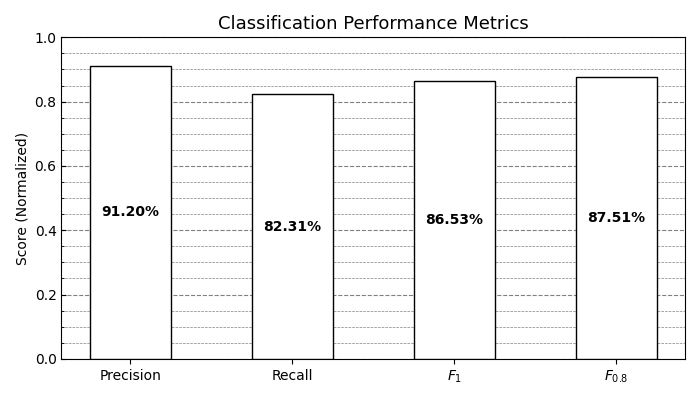 Classification Performance Metrics
Score (Normalized)
1.0
0.8
0.6
0.4
0.2
0.0
91.20%
82.31%
86.53%
87.51%
Precision
Recall
F₁
F₀.₈